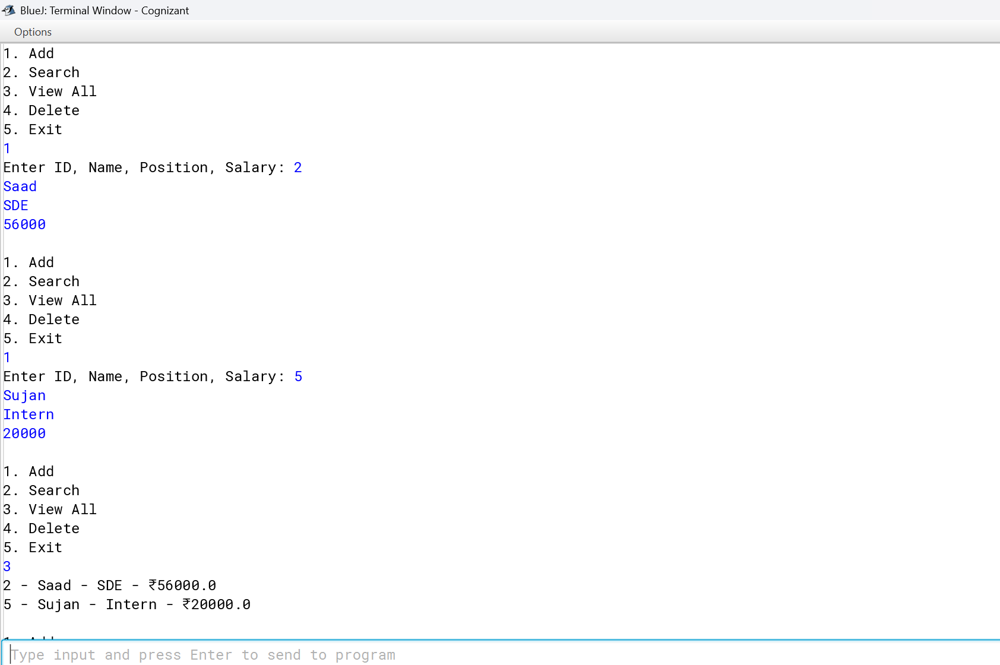 BlueJ: Terminal Window - Cognizant
Options
1. Add
2. Search
3. View All
4. Delete
5. Exit
1
Enter ID, Name, Position, Salary: 2
Saad
SDE
56000
1. Add
2. Search
3. View All
4. Delete
5. Exit
1
Enter ID, Name, Position, Salary: 5
Sujan
Intern
20000
1. Add
2. Search
3. View All
4. Delete
5. Exit
3
2 - Saad - SDE - ₹56000.0
5 - Sujan - Intern - ₹20000.0
Type input and press Enter to send to program